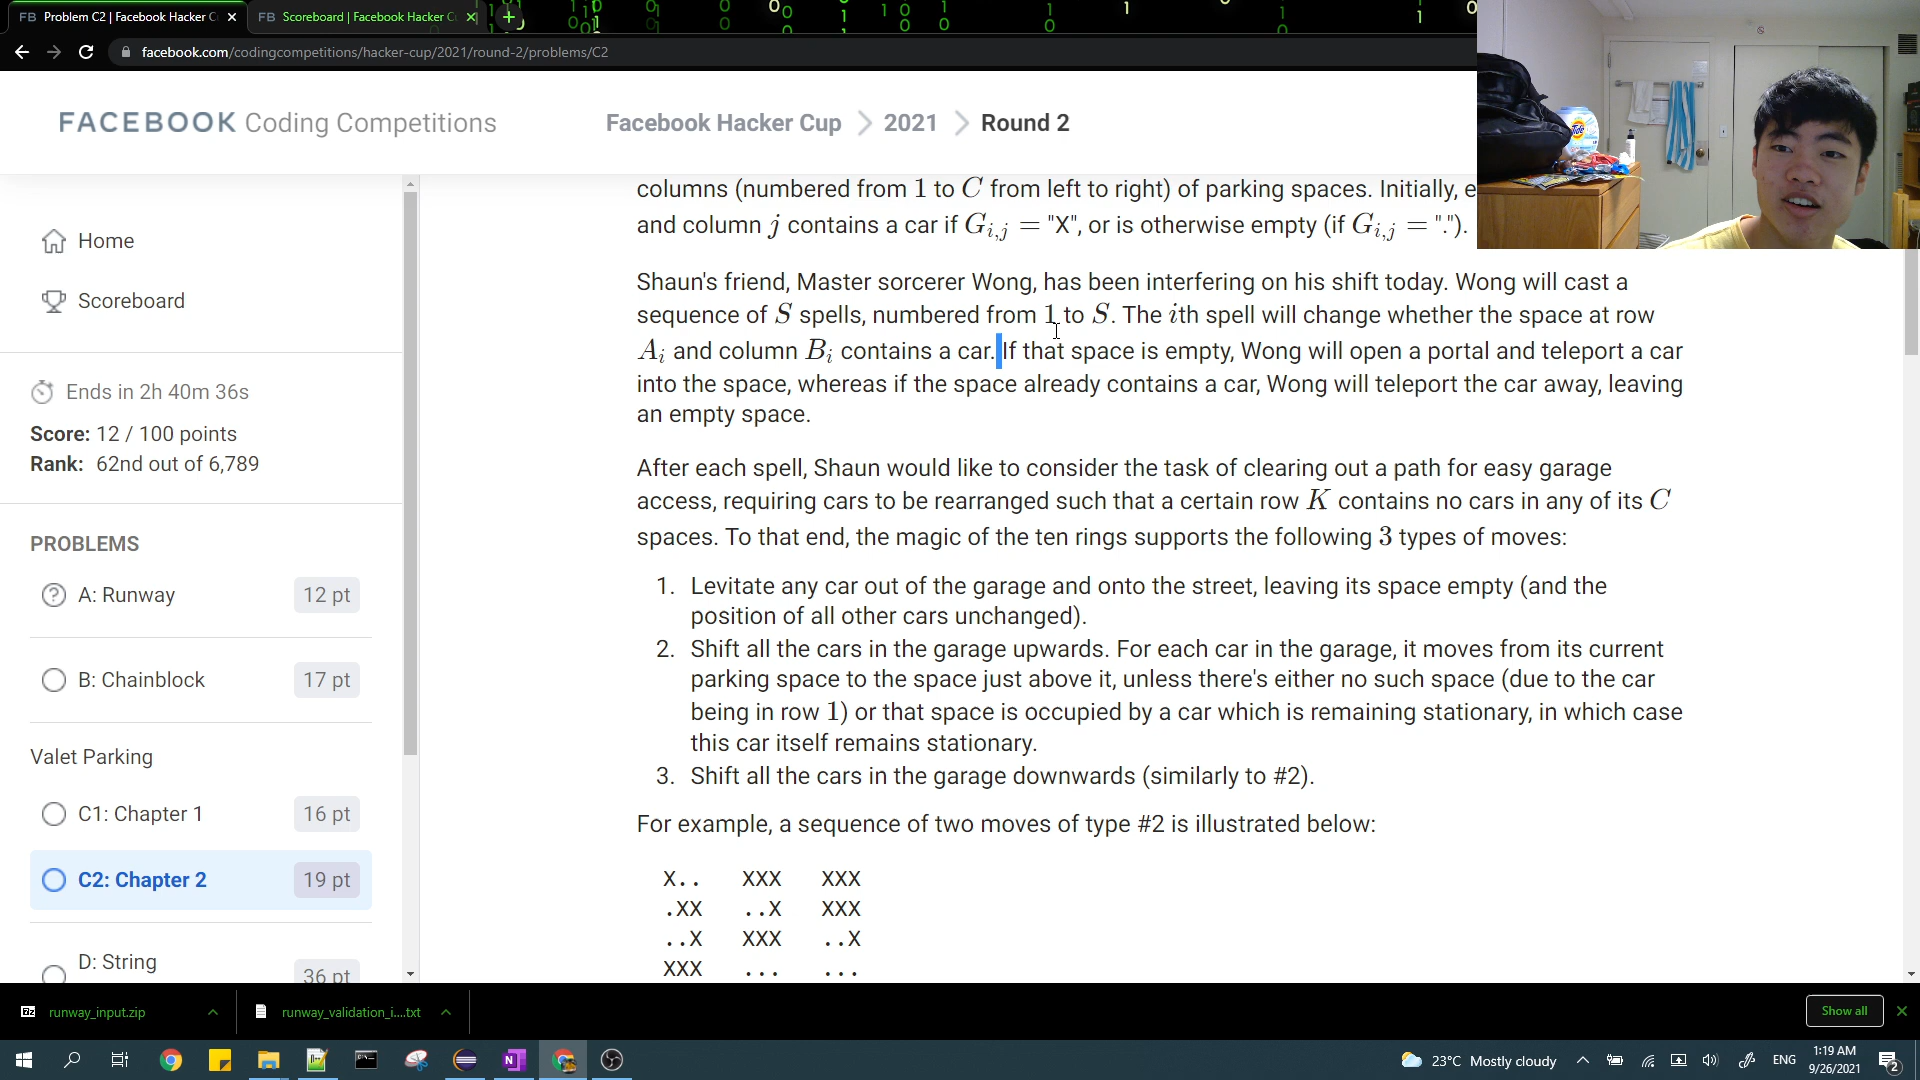 FB Problem C2 | Facebook Hacker C
FB Scoreboard | Facebook Hacker C
facebook.com/codingcompetitions/hacker-cup/2021/round-2/problems/C2
FACEBOOK Coding Competitions
Facebook Hacker Cup > 2021 > Round 2
Home
Scoreboard
Ends in 2h 40m 36s
Score: 12 / 100 points
Rank: 62nd out of 6,789
PROBLEMS
A: Runway 12 pt
B: Chainblock 17 pt
Valet Parking
C1: Chapter 1 16 pt
C2: Chapter 2 19 pt
D: String 36 pt
columns (numbered from 1 to C from left to right) of parking spaces. Initially, e
and column j contains a car if G_{i,j} = "X", or is otherwise empty (if G_{i,j} = ".").
Shaun's friend, Master sorcerer Wong, has been interfering on his shift today. Wong will cast a
sequence of S spells, numbered from 1 to S. The ith spell will change whether the space at row
A_i and column B_i contains a car. If that space is empty, Wong will open a portal and teleport a car
into the space, whereas if the space already contains a car, Wong will teleport the car away, leaving
an empty space.
After each spell, Shaun would like to consider the task of clearing out a path for easy garage
access, requiring cars to be rearranged such that a certain row K contains no cars in any of its C
spaces. To that end, the magic of the ten rings supports the following 3 types of moves:
1. Levitate any car out of the garage and onto the street, leaving its space empty (and the
position of all other cars unchanged).
2. Shift all the cars in the garage upwards. For each car in the garage, it moves from its current
parking space to the space just above it, unless there's either no such space (due to the car
being in row 1) or that space is occupied by a car which is remaining stationary, in which case
this car itself remains stationary.
3. Shift all the cars in the garage downwards (similarly to #2).
For example, a sequence of two moves of type #2 is illustrated below:
X.. XXX XXX
.XX ..X XXX
..X XXX ..X
XXX ... ...
Tide
runway_input.zip
runway_validation_i....txt
Show all
23°C Mostly cloudy
ENG
1:19 AM
9/26/2021
2